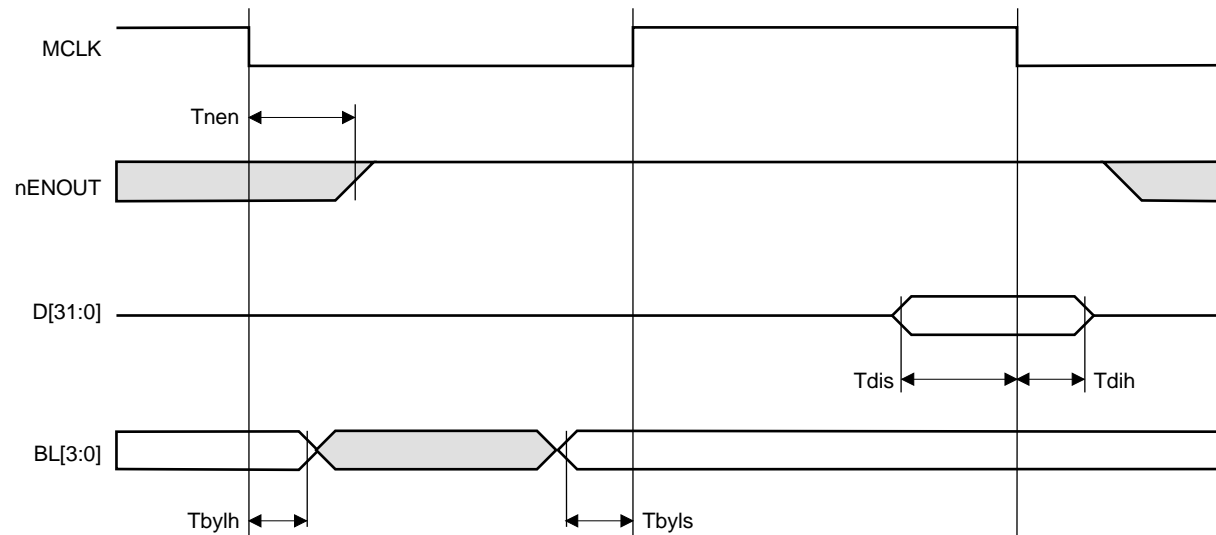 MCLK
Tnen
nENOUT
D[31:0]
Tdis
Tdih
BL[3:0]
Tbylh
Tbyls